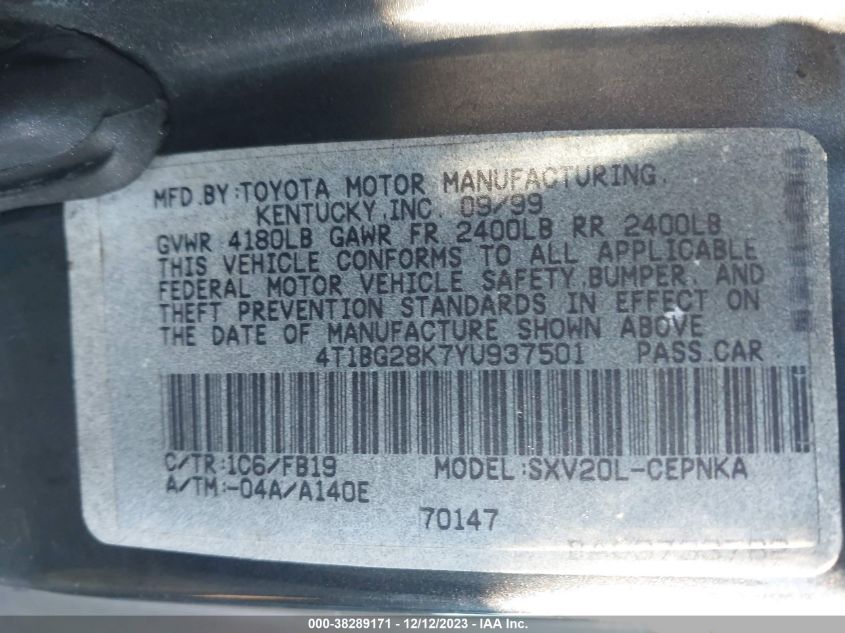 MFD.BY:TOYOTA MOTOR MANUFACTURING,
KENTUCKY,INC. 09/99
GVWR 4180LB GAWR FR 2400LB RR 2400LB
THIS VEHICLE CONFORMS TO ALL APPLICABLE
FEDERAL MOTOR VEHICLE SAFETY,BUMPER, AND
THEFT PREVENTION STANDARDS IN EFFECT ON
THE DATE OF MANUFACTURE SHOWN ABOVE
4T1BG28K7YU937501 PASS.CAR
C/TR:1C6/FB19 MODEL:SXV20L-CEPNKA
A/TM:-04A/A140E
70147
000-38289171 - 12/12/2023 - IAA Inc.